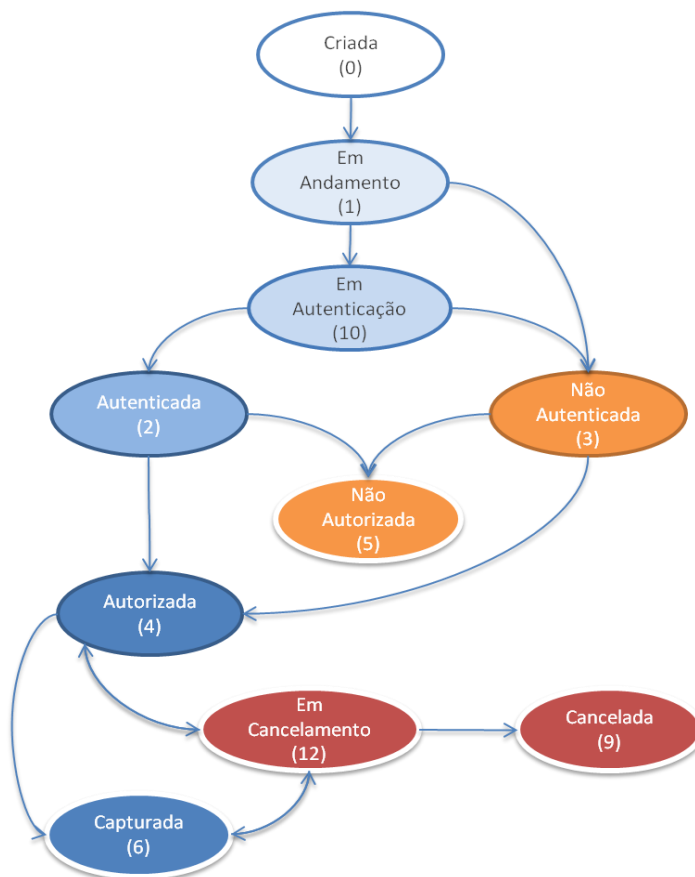 Criada
(0)
Em
Andamento
(1)
Em
Autenticação
(10)
Autenticada
(2)
Não
Autenticada
(3)
Não
Autorizada
(5)
Autorizada
(4)
Em
Cancelamento
(12)
Cancelada
(9)
Capturada
(6)